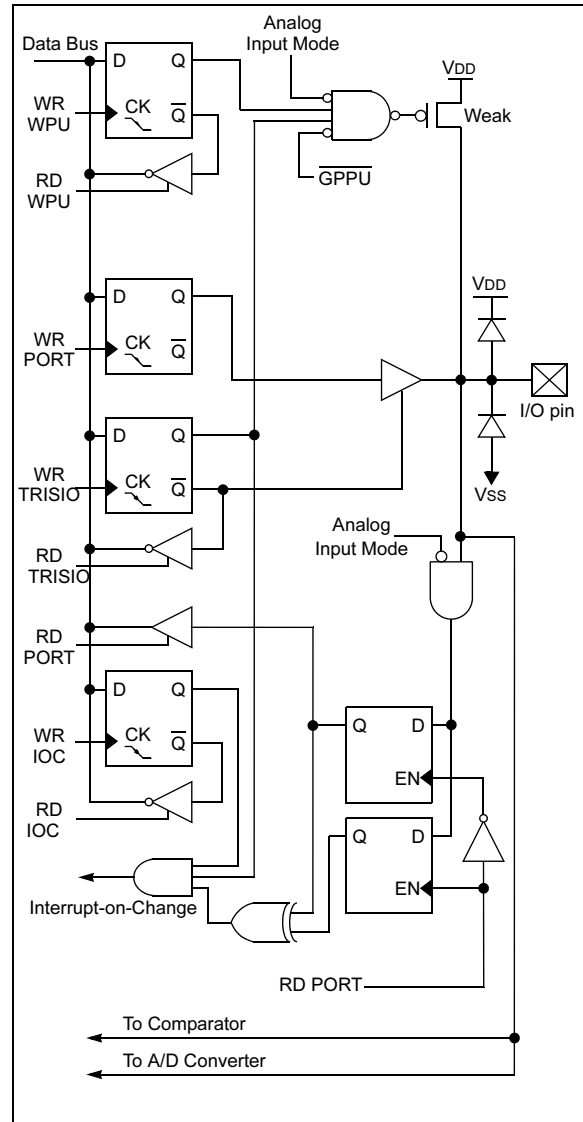 Analog
Input Mode
Data Bus
D Q
VDD
WR
WPU
CK
Q
Weak
RD
WPU
GPPU
D Q
VDD
WR
PORT
CK
Q
I/O pin
D Q
WR
TRISIO
CK
Q
VSS
Analog
Input Mode
RD
TRISIO
RD
PORT
D Q
Q D
WR
IOC
CK
Q
EN
RD
IOC
Q D
EN
Interrupt-on-Change
RD PORT
To Comparator
To A/D Converter